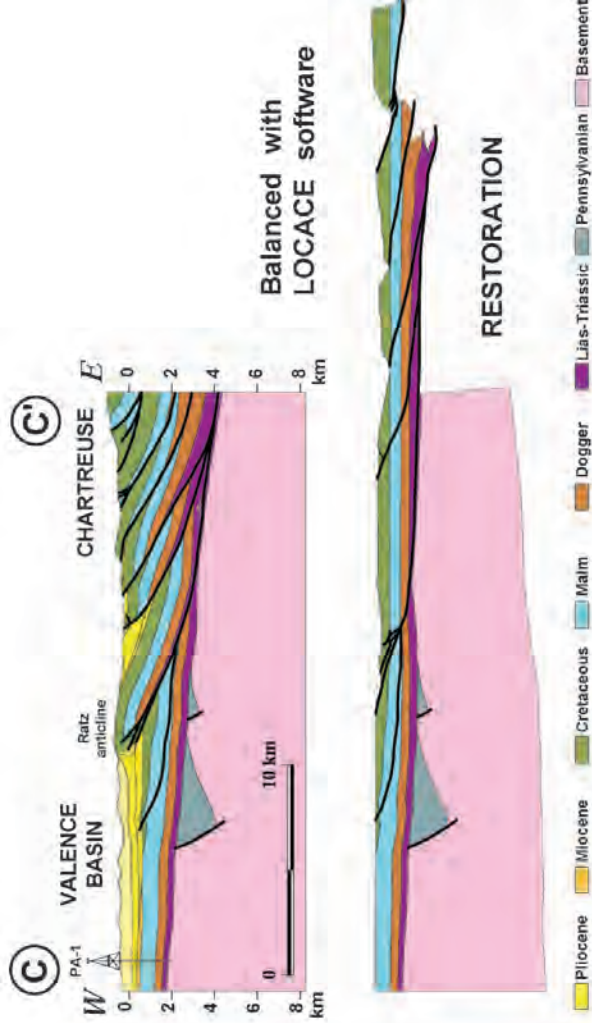 C
C'
W
PA-1
VALENCE
BASIN
Ratz
anticline
CHARTREUSE
E
0
2
4
6
8
km
0
2
4
6
8
km
0
10 km
Balanced with
LOCACE software
RESTORATION
Pliocene
Miocene
Cretaceous
Malm
Dogger
Lias-Triassic
Pennsylvanian
Basement